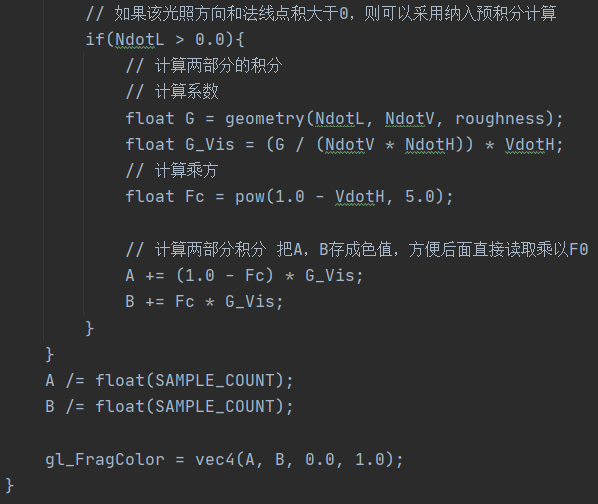 // 如果该光照方向和法线点积大于0，则可以采用纳入预积分计算
if(NdotL > 0.0){
// 计算两部分的积分
// 计算系数
float G = geometry(NdotL, NdotV, roughness);
float G_Vis = (G / (NdotV * NdotH)) * VdotH;
// 计算乘方
float Fc = pow(1.0 - VdotH, 5.0);
// 计算两部分积分 把A，B存成色值，方便后面直接读取乘以F0
A += (1.0 - Fc) * G_Vis;
B += Fc * G_Vis;
}
}
A /= float(SAMPLE_COUNT);
B /= float(SAMPLE_COUNT);
gl_FragColor = vec4(A, B, 0.0, 1.0);
}